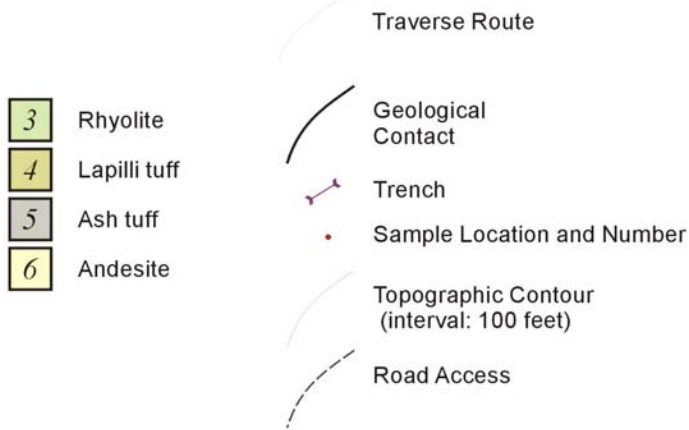 Traverse Route
3 Rhyolite
4 Lapilli tuff
5 Ash tuff
6 Andesite
Geological
Contact
Trench
Sample Location and Number
Topographic Contour
(interval: 100 feet)
Road Access